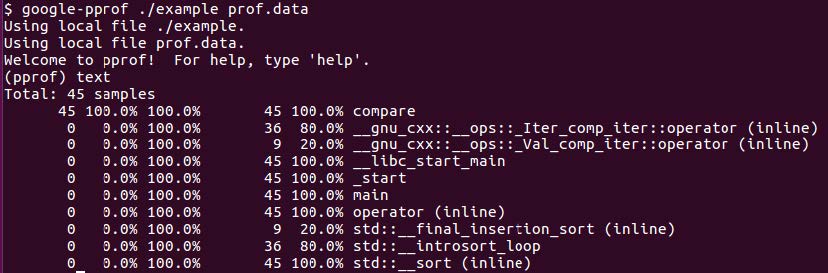 $ google-pprof ./example prof.data
Using local file ./example.
Using local file prof.data.
Welcome to pprof!  For help, type 'help'.
(pprof) text
Total: 45 samples
      45 100.0% 100.0%       45 100.0% compare
       0   0.0% 100.0%       36  80.0% __gnu_cxx::__ops::_Iter_comp_iter::operator (inline)
       0   0.0% 100.0%        9  20.0% __gnu_cxx::__ops::_Val_comp_iter::operator (inline)
       0   0.0% 100.0%       45 100.0% __libc_start_main
       0   0.0% 100.0%       45 100.0% _start
       0   0.0% 100.0%       45 100.0% main
       0   0.0% 100.0%       45 100.0% operator (inline)
       0   0.0% 100.0%        9  20.0% std::__final_insertion_sort (inline)
       0   0.0% 100.0%       36  80.0% std::__introsort_loop
       0   0.0% 100.0%       45 100.0% std::__sort (inline)